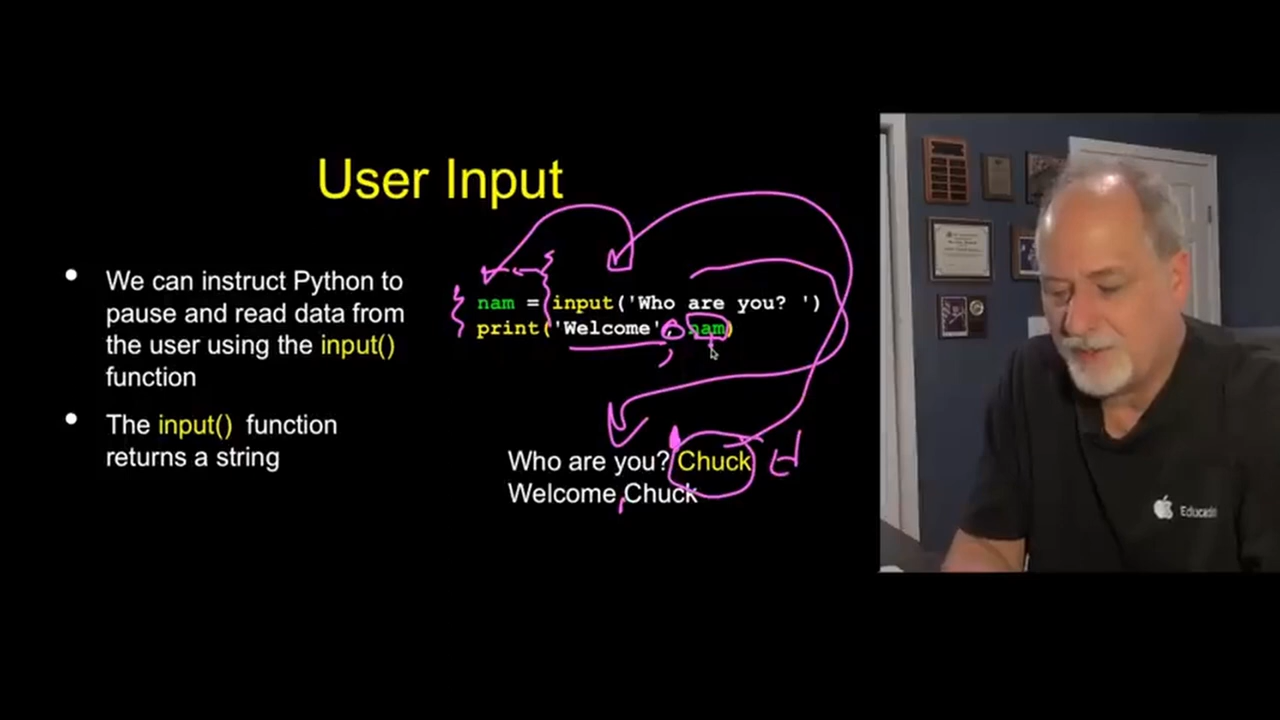 User Input
We can instruct Python to
pause and read data from
the user using the input()
function
The input() function
returns a string
nam = input('Who are you? ')
print('Welcome', nam)
Who are you? Chuck
Welcome Chuck